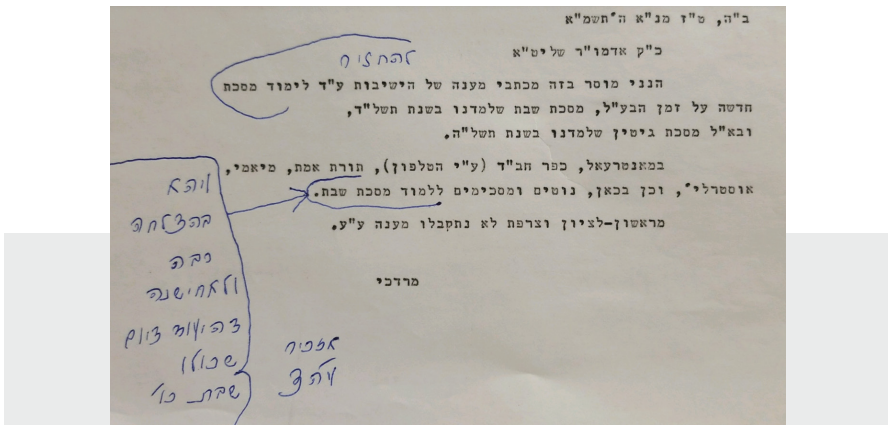 ב"ה, ט"ז מנ"א ה'תשמ"א
כ"ק אדמו"ר שליט"א
להחזיר
הנני מוסר בזה מכתבי מענה של הישיבות ע"ד לימוד מסכת
חדשה על זמן הבע"ל, מסכת שבת שלמדנו בשנת תשל"ד,
ובא"ל מסכת גיטין שלמדנו בשנת תשל"ה.
במאנטרעאל, כפר חב"ד (ע"י הטלפון), תורת אמת, מיאמי,
אוסטרלי', וכן בכאן, נוטים ומסכימים ללמוד מסכת שבת.
מראשון-לציון וצרפת לא נתקבלו מענה ע"ע.
מרדכי
ויהא
בהצלחה
רבה
ולאחישנה
דהיעוד דיום
שכולו
שבת כו'
אזכיר
עה"צ